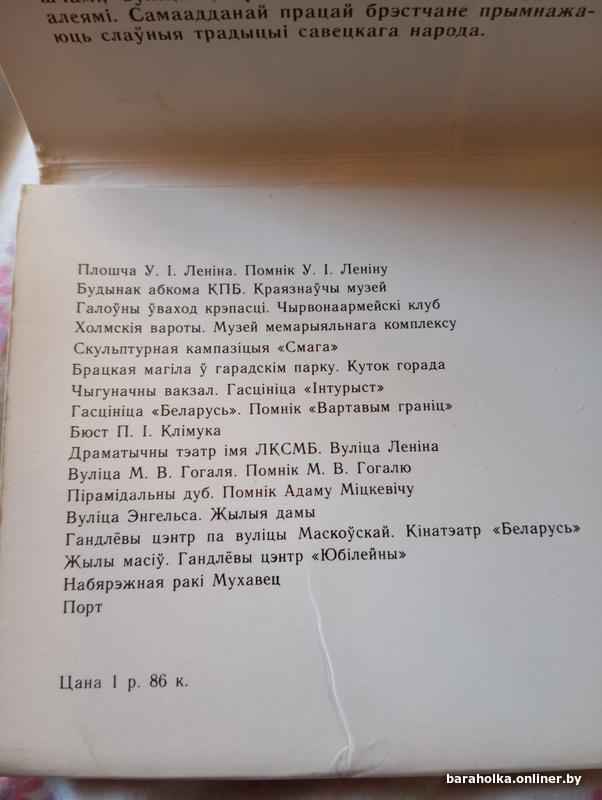 алеямі. Самаадданай працай брэстчане прымнажа-
юць слаўныя традыцыі савецкага народа.
Плошча У. І. Леніна. Помнік У. І. Леніну
Будынак абкома КПБ. Краязнаўчы музей
Галоўны ўваход крэпасці. Чырвонаармейскі клуб
Холмскія вароты. Музей мемарыяльнага комплексу
Скульптурная кампазіцыя «Смага»
Брацкая магіла ў гарадскім парку. Куток горада
Чыгуначны вакзал. Гасцініца «Інтурыст»
Гасцініца «Беларусь». Помнік «Вартавым граніц»
Бюст П. І. Клімука
Драматычны тэатр імя ЛКСМБ. Вуліца Леніна
Вуліца М. В. Гогаля. Помнік М. В. Гогалю
Пірамідальны дуб. Помнік Адаму Міцкевічу
Вуліца Энгельса. Жылыя дамы
Гандлёвы цэнтр па вуліцы Маскоўскай. Кінатэатр «Беларусь»
Жылы масіў. Гандлёвы цэнтр «Юбілейны»
Набярэжная ракі Мухавец
Порт
Цана 1 р. 86 к.
baraholka.onliner.by